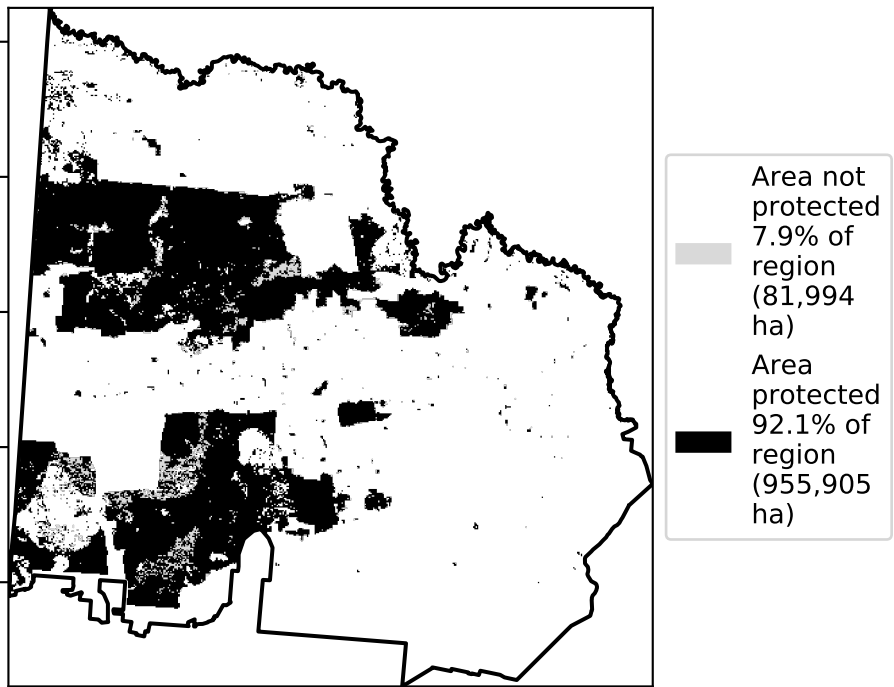 Area not
protected
7.9% of
region
(81,994
ha)
Area
protected
92.1% of
region
(955,905
ha)